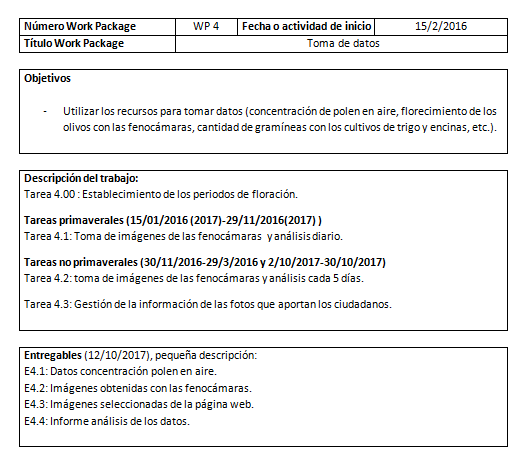 Número Work Package WP 4 Fecha o actividad de inicio 15/2/2016
Título Work Package Toma de datos
Objetivos
- Utilizar los recursos para tomar datos (concentración de polen en aire, florecimiento de los
olivos con las fenocámaras, cantidad de gramíneas con los cultivos de trigo y encinas, etc.).
Descripción del trabajo:
Tarea 4.00 : Establecimiento de los periodos de floración.
Tareas primaverales (15/01/2016 (2017)-29/11/2016(2017) )
Tarea 4.1: Toma de imágenes de las fenocámaras y análisis diario.
Tareas no primaverales (30/11/2016-29/3/2016 y 2/10/2017-30/10/2017)
Tarea 4.2: toma de imágenes de las fenocámaras y análisis cada 5 días.
Tarea 4.3: Gestión de la información de las fotos que aportan los ciudadanos.
Entregables (12/10/2017), pequeña descripción:
E4.1: Datos concentración polen en aire.
E4.2: Imágenes obtenidas con las fenocámaras.
E4.3: Imágenes seleccionadas de la página web.
E4.4: Informe análisis de los datos.